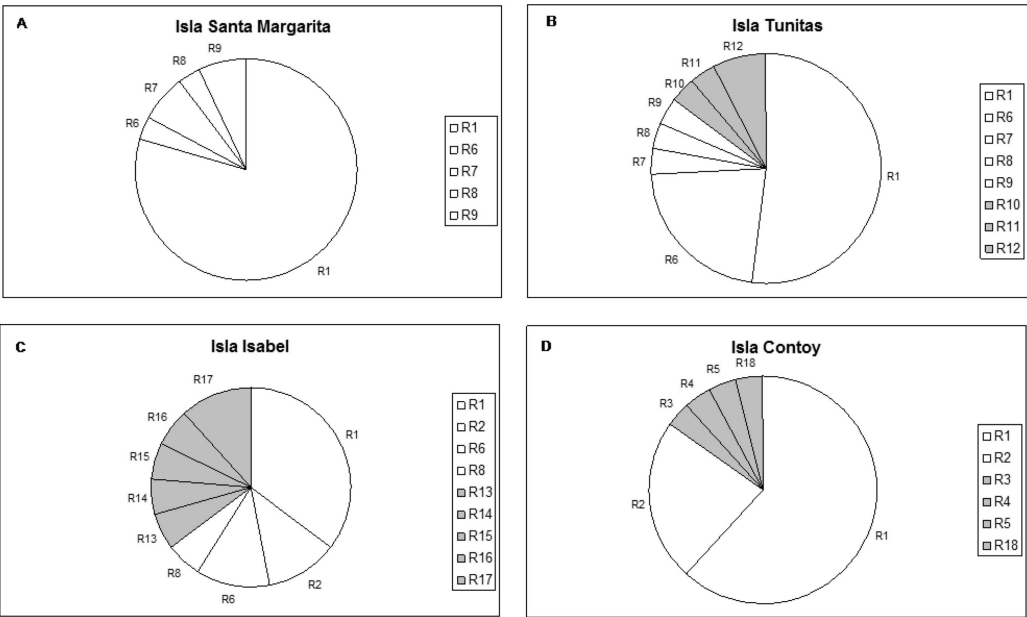 A
Isla Santa Margarita
R9
R8
R7
R6
R1
R1
R6
R7
R8
R9
B
Isla Tunitas
R12
R11
R10
R9
R8
R7
R6
R1
R1
R6
R7
R8
R9
R10
R11
R12
C
Isla Isabel
R17
R16
R15
R14
R13
R8
R6
R2
R1
R1
R2
R6
R8
R13
R14
R15
R16
R17
D
Isla Contoy
R18
R5
R4
R3
R2
R1
R1
R2
R3
R4
R5
R18